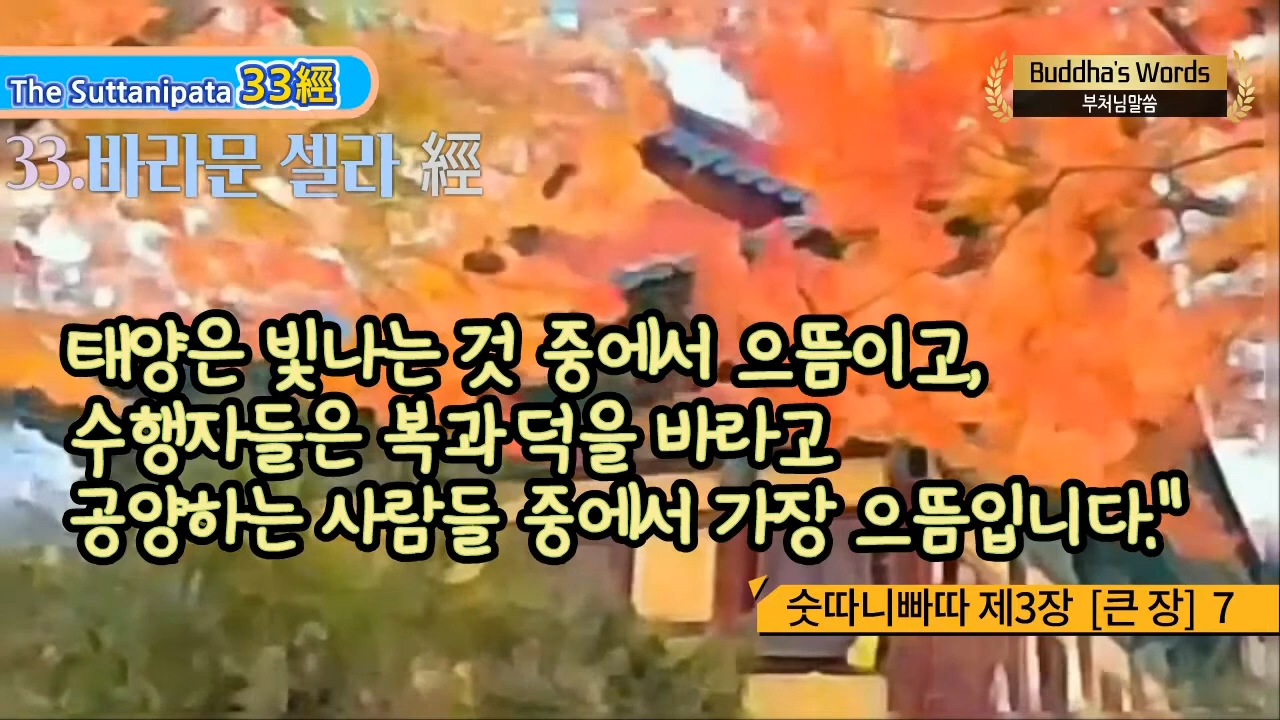 The Suttanipata 33經
Buddha's Words
부처님말씀
33.바라문 셀라 經
태양은 빛나는 것 중에서 으뜸이고,
수행자들은 복과 덕을 바라고
공양하는 사람들 중에서 가장 으뜸입니다."
숫따니빠따 제3장 [큰 장] 7